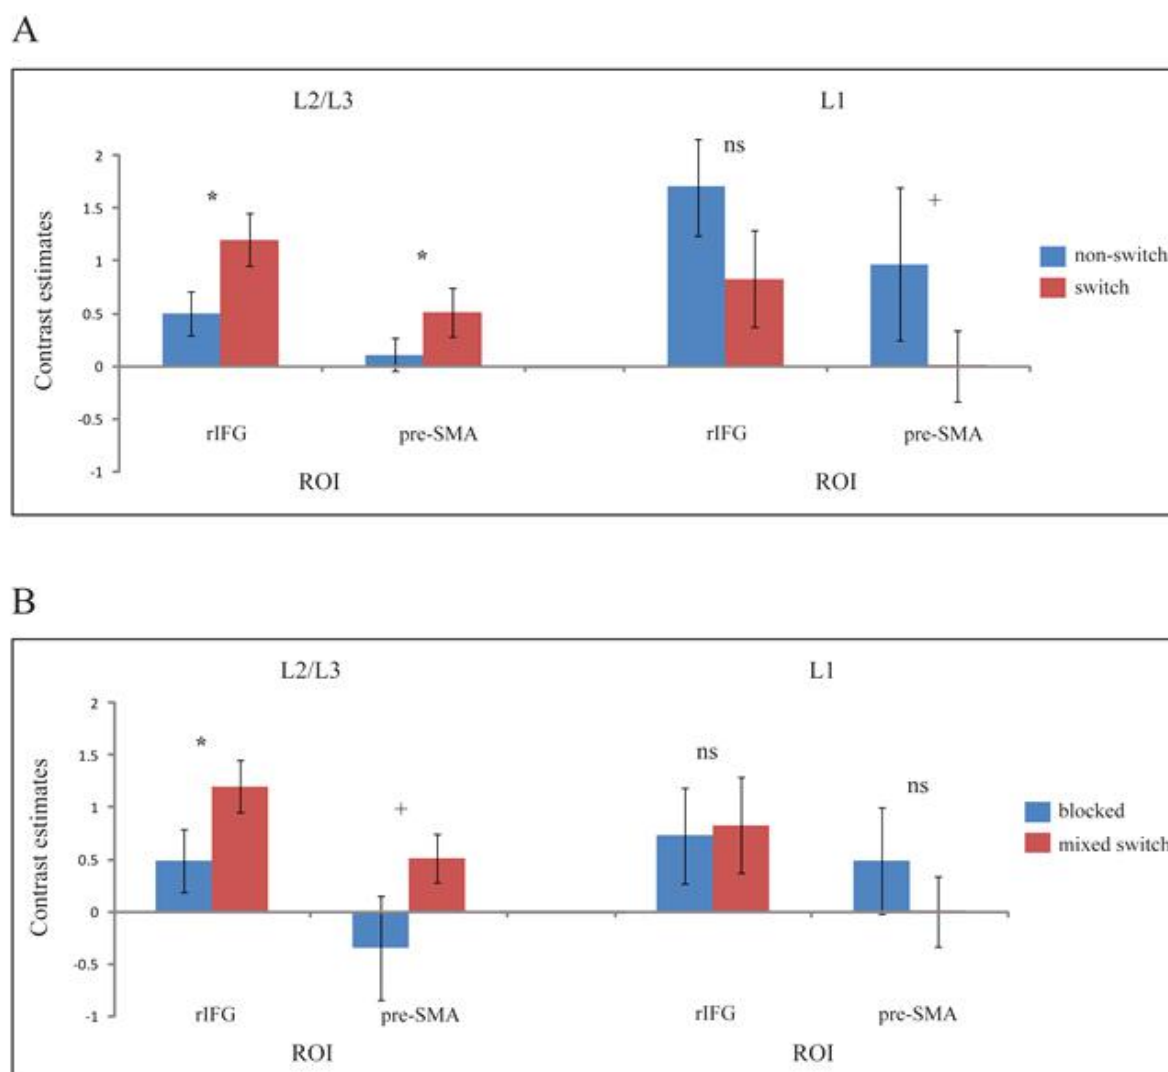 A
L2/L3
L1
2
1.5
1
0.5
0
-0.5
-1
Contrast estimates
*
*
ns
+
non-switch
switch
rIFG
pre-SMA
rIFG
pre-SMA
ROI
ROI
B
L2/L3
L1
2
1.5
1
0.5
0
-0.5
-1
Contrast estimates
*
+
ns
ns
blocked
mixed switch
rIFG
pre-SMA
rIFG
pre-SMA
ROI
ROI